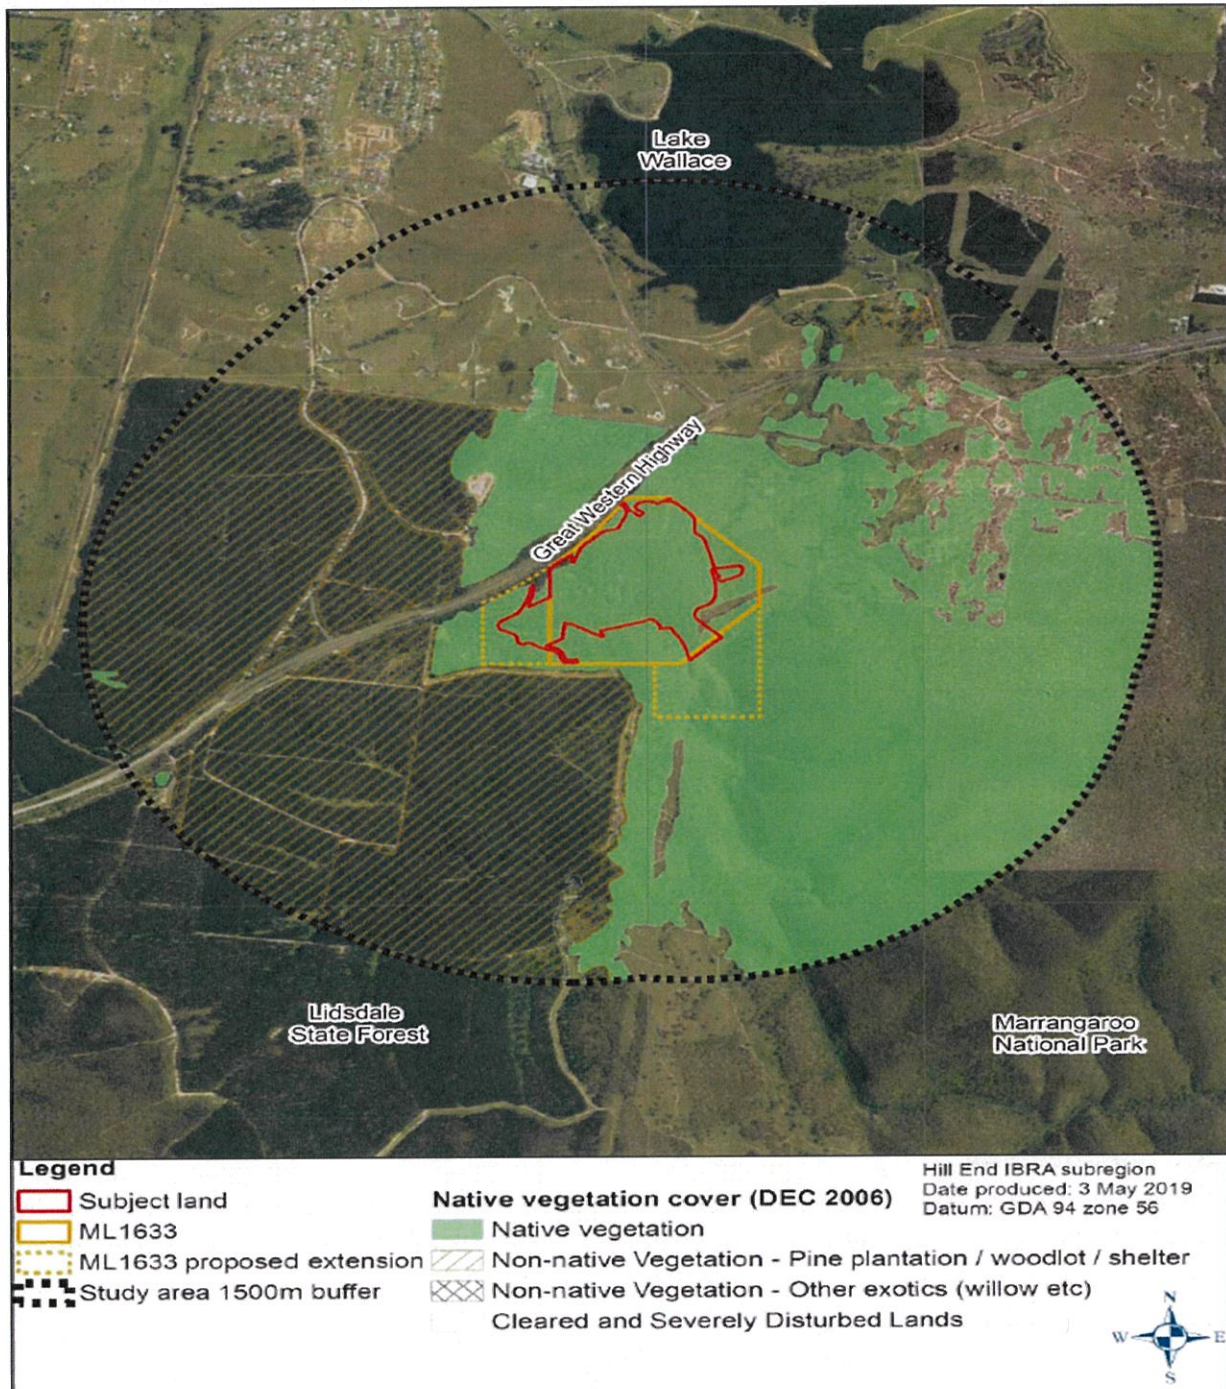 Lake
Wallace
Great Western Highway
Lidsdale
State Forest
Marrangaroo
National Park
Legend
Subject land
ML1633
ML1633 proposed extension
Study area 1500m buffer
Native vegetation cover (DEC 2006)
Native vegetation
Non-native Vegetation - Pine plantation / woodlot / shelter
Non-native Vegetation - Other exotics (willow etc)
Cleared and Severely Disturbed Lands
Hill End IBRA subregion
Date produced: 3 May 2019
Datum: GDA 94 zone 56
N
W E
S